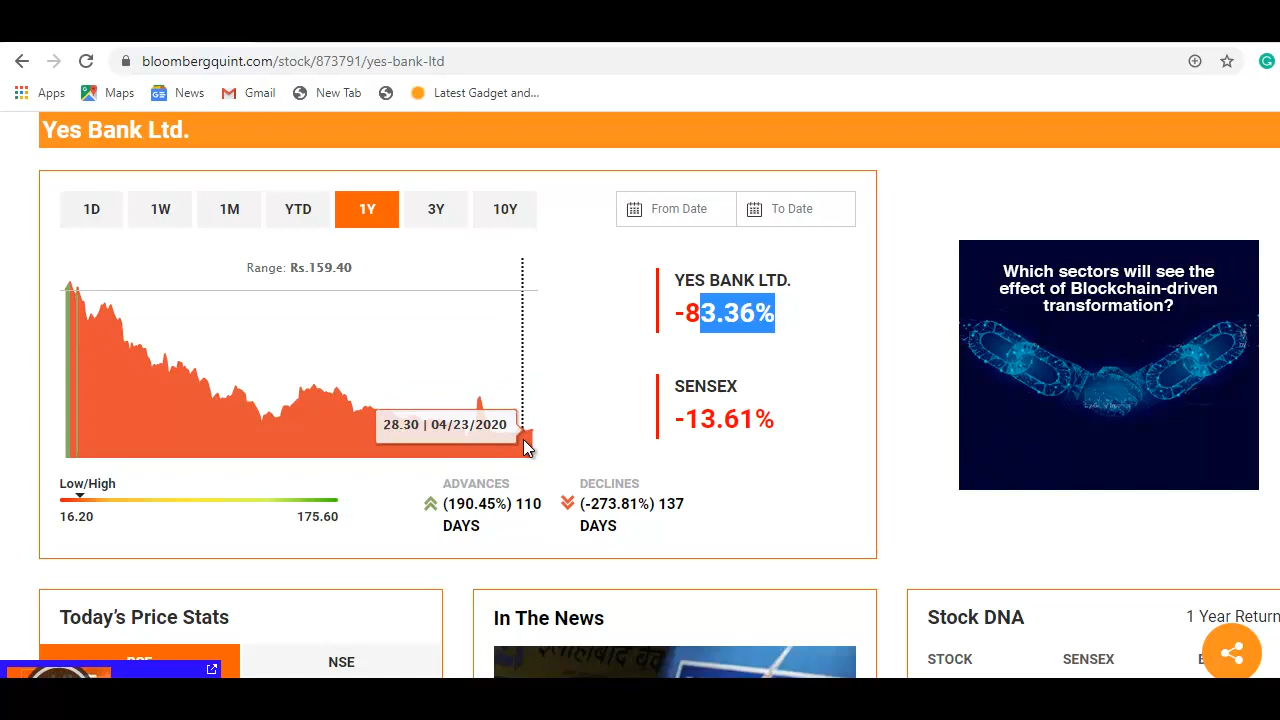 bloombergquint.com/stock/873791/yes-bank-ltd
Apps Maps News Gmail New Tab Latest Gadget and...
Yes Bank Ltd.
1D 1W 1M YTD 1Y 3Y 10Y
From Date To Date
Range: Rs.159.40
YES BANK LTD.
-83.36%
SENSEX
-13.61%
28.30 | 04/23/2020
Low/High
16.20 175.60
ADVANCES
(190.45%) 110
DAYS
DECLINES
(-273.81%) 137
DAYS
Which sectors will see the
effect of Blockchain-driven
transformation?
Today's Price Stats
NSE
In The News
Stock DNA
1 Year Return
STOCK SENSEX